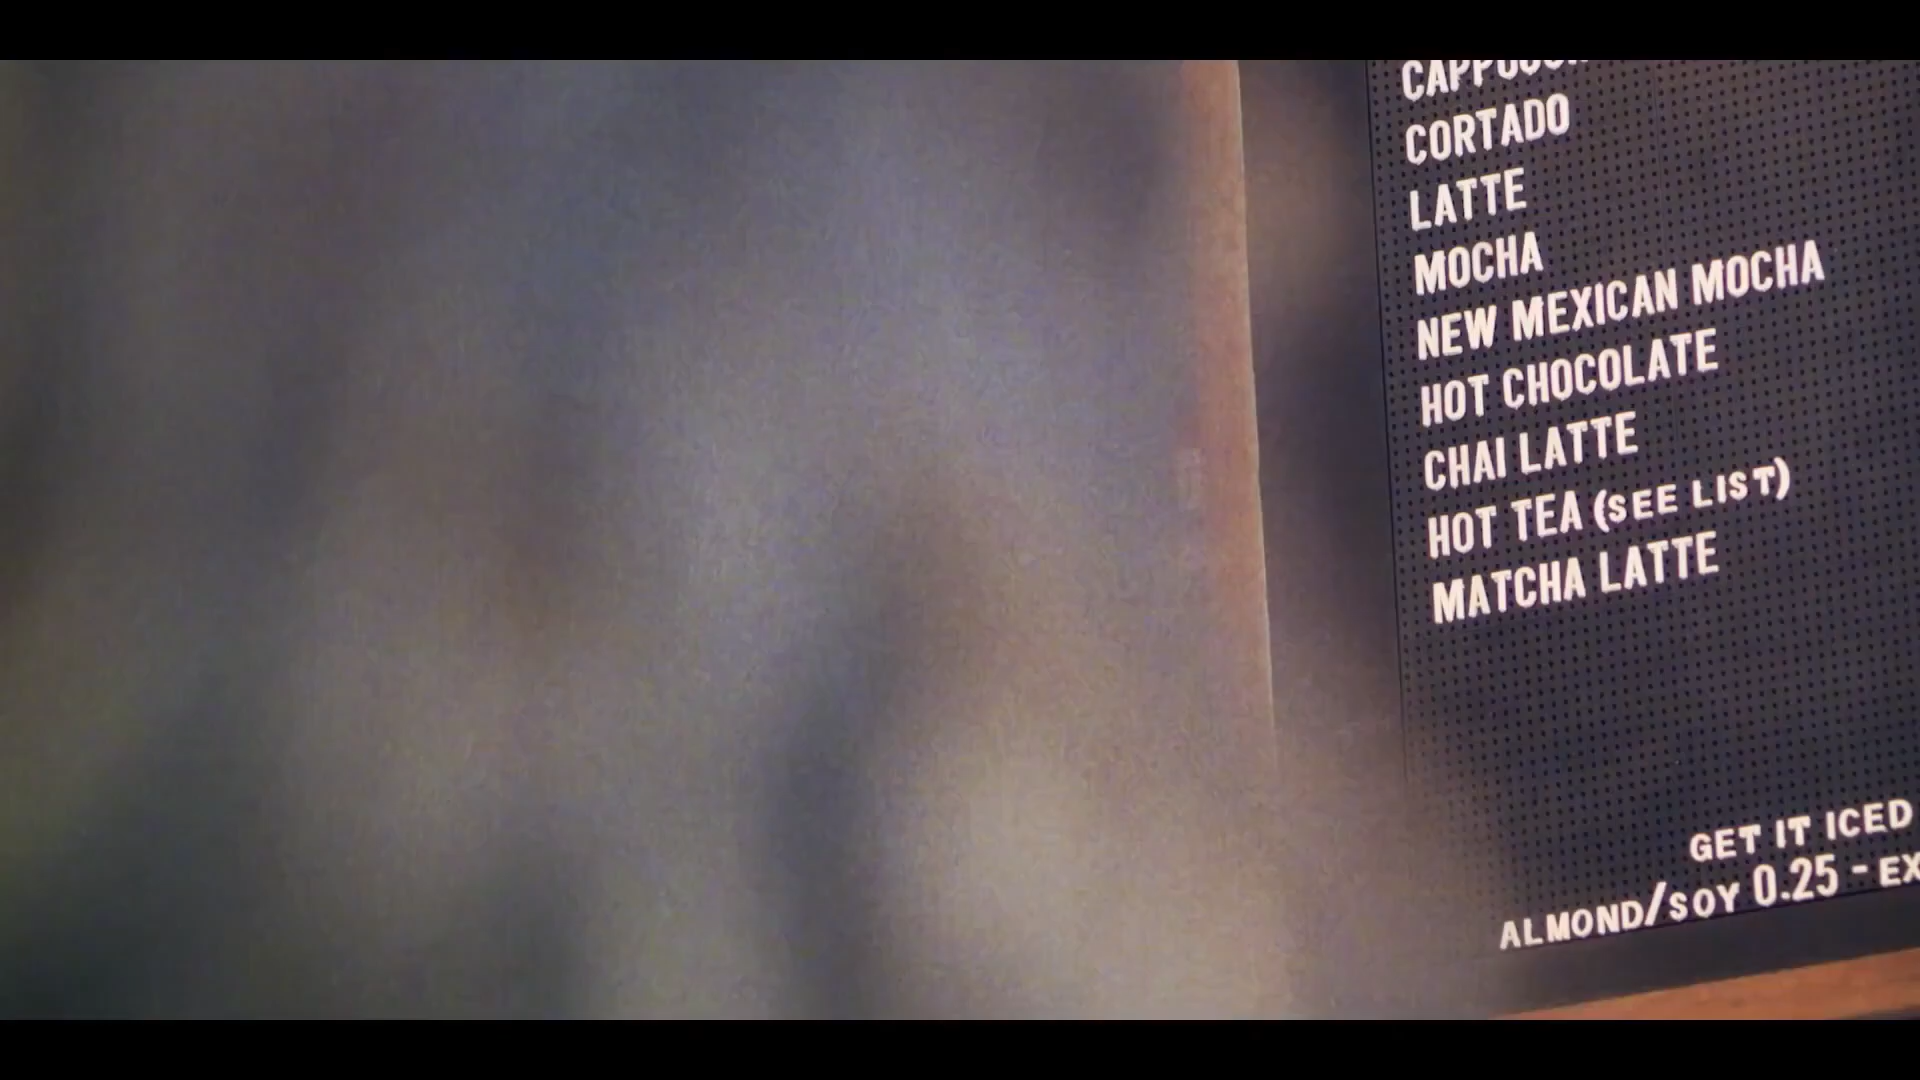 CORTADO
LATTE
MOCHA
NEW MEXICAN MOCHA
HOT CHOCOLATE
CHAI LATTE
HOT TEA (SEE LIST)
MATCHA LATTE
GET IT ICED
ALMOND/SOY 0.25 - EX